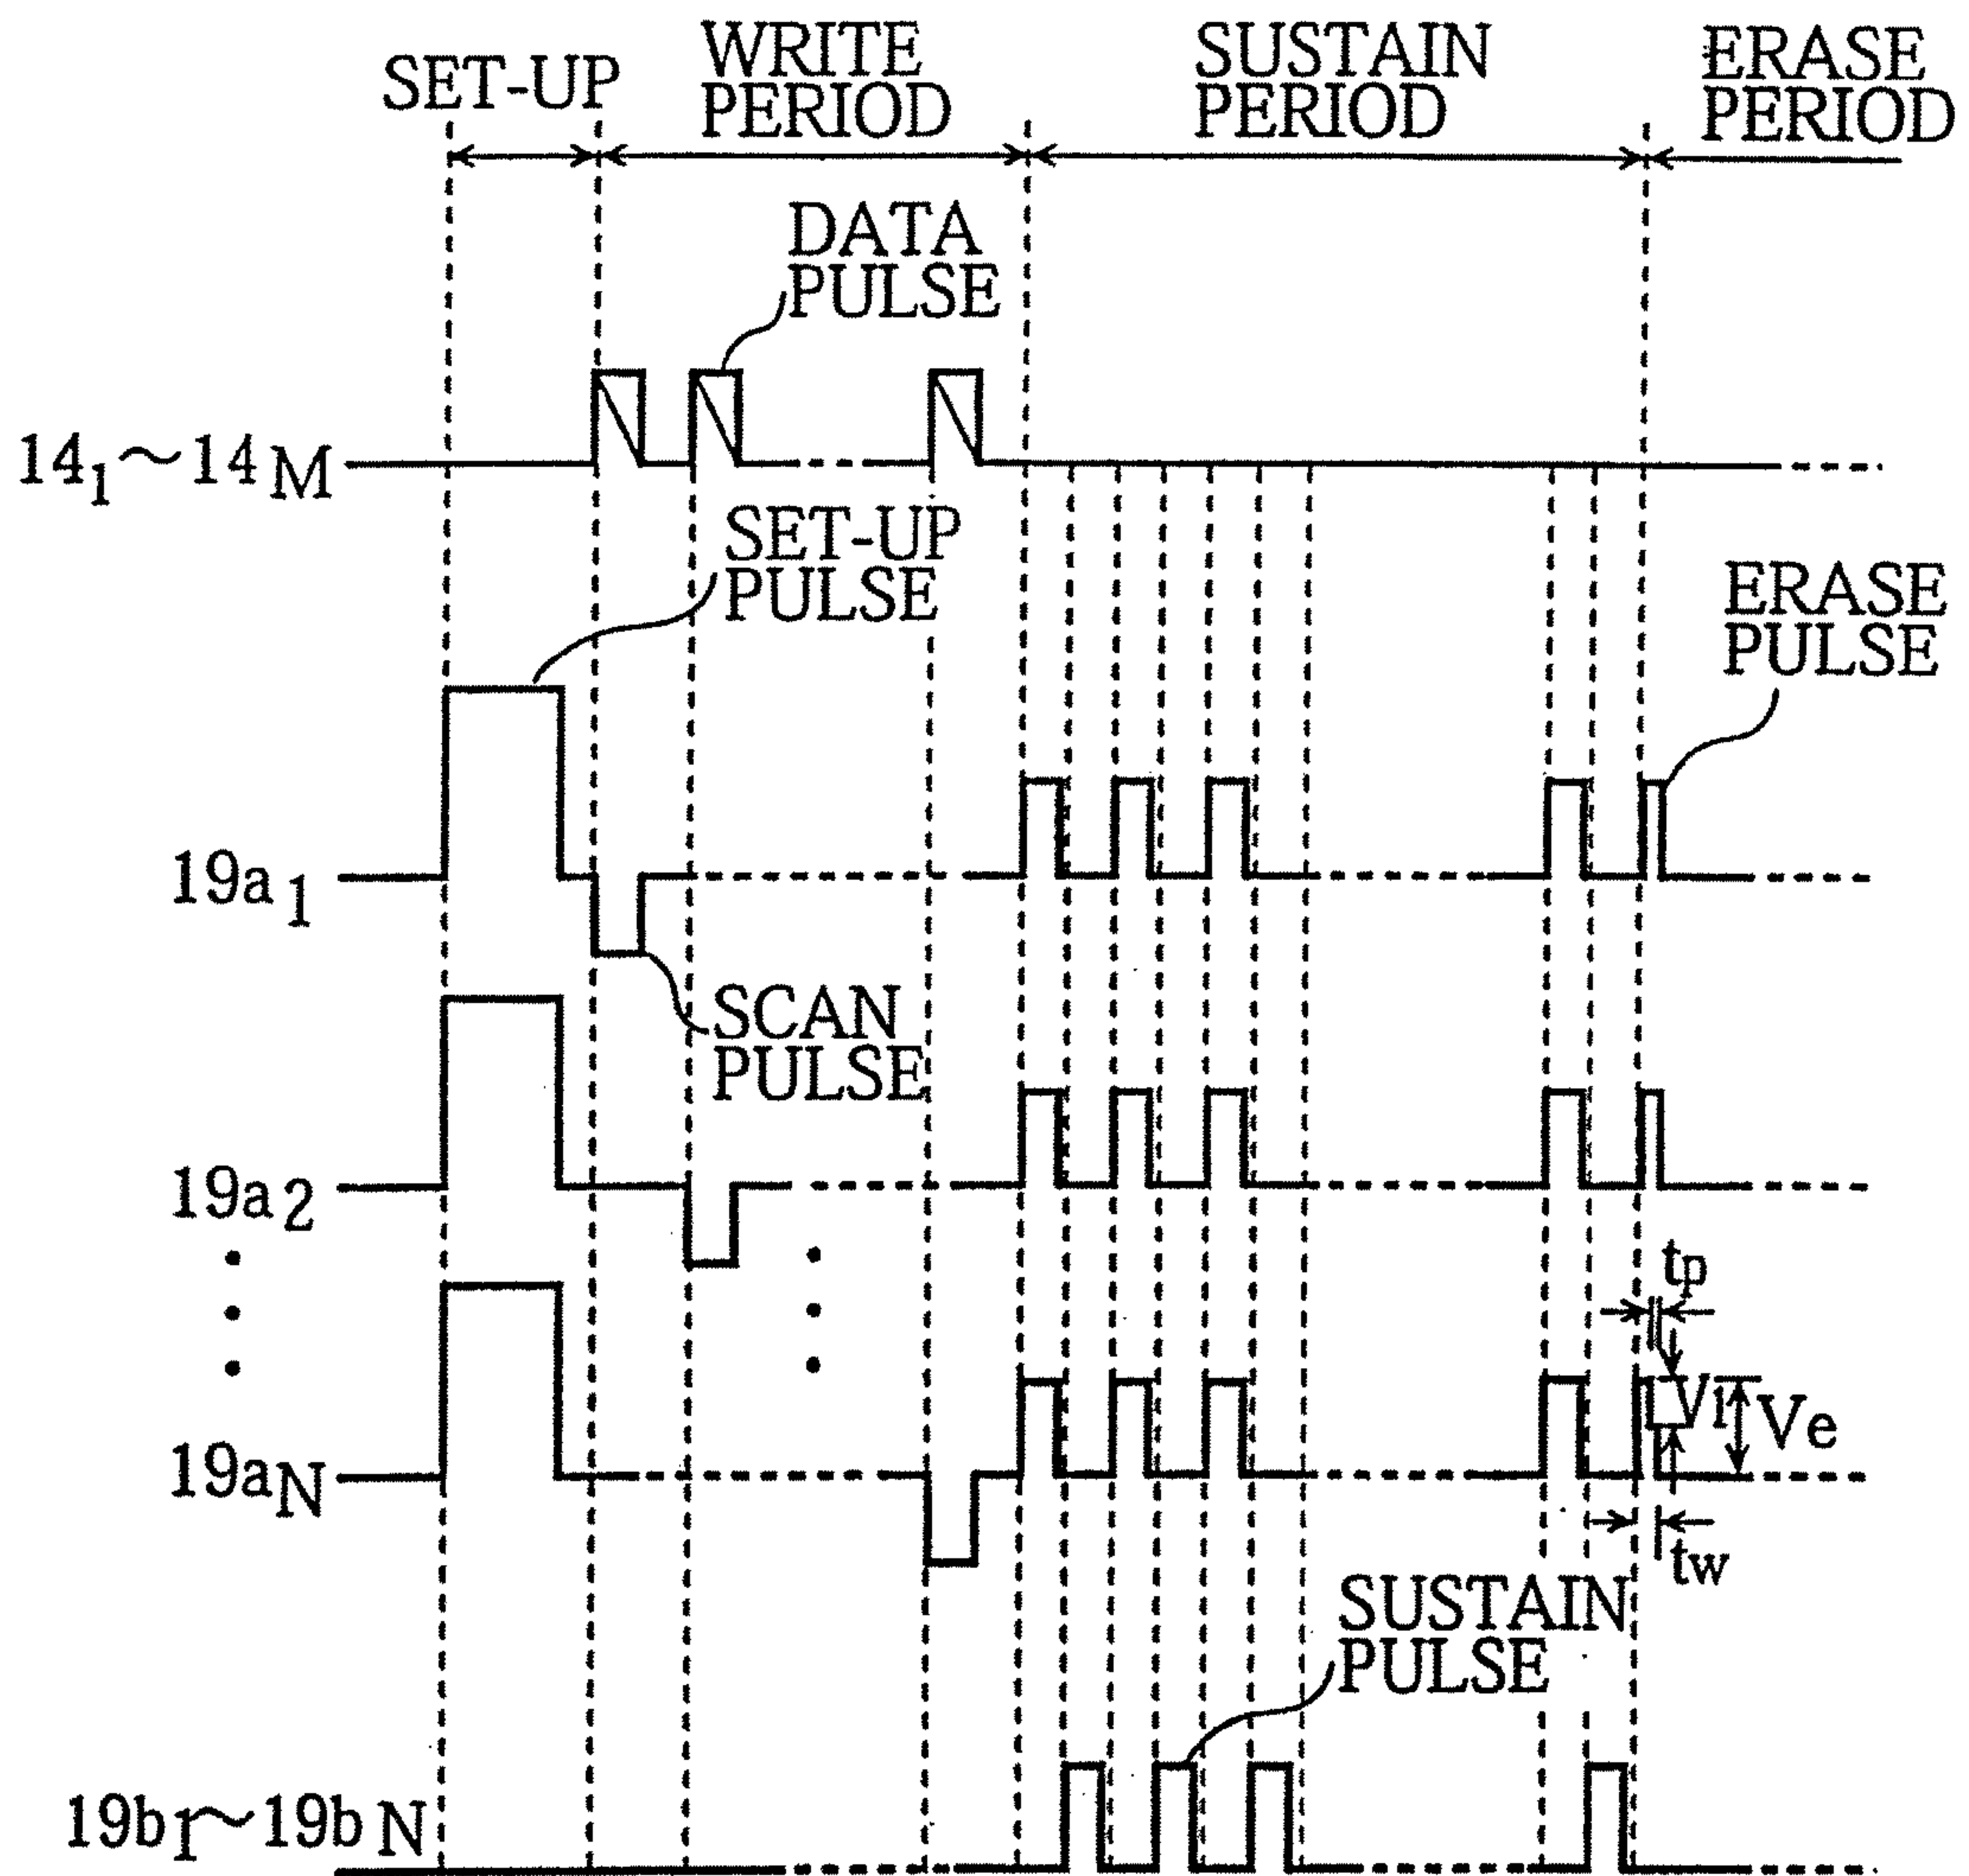 SET-UP
WRITE
PERIOD
SUSTAIN
PERIOD
ERASE
PERIOD
DATA
PULSE
14₁~14M
SET-UP
PULSE
ERASE
PULSE
19a₁
SCAN
PULSE
19a₂
tp
19aN
Vi
Ve
tw
SUSTAIN
PULSE
19b₁~19bN